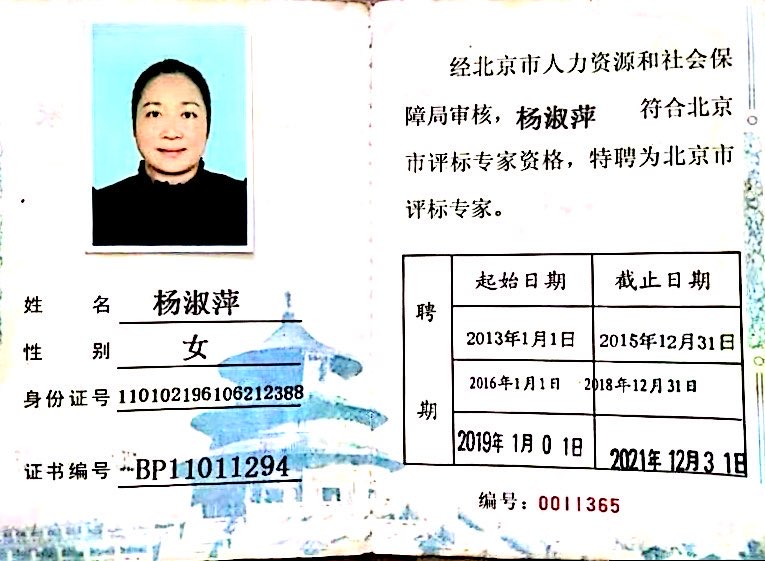 姓 名 杨淑萍
性 别 女
身份证号 110102196106212388
证书编号 BP11011294
经北京市人力资源和社会保
障局审核，杨淑萍 符合北京
市评标专家资格，特聘为北京市
评标专家。
聘期
起始日期 截止日期
2013年1月1日 2015年12月31日
2016年1月1日 2018年12月31日
2019年1月01日 2021年12月31日
编号：0011365